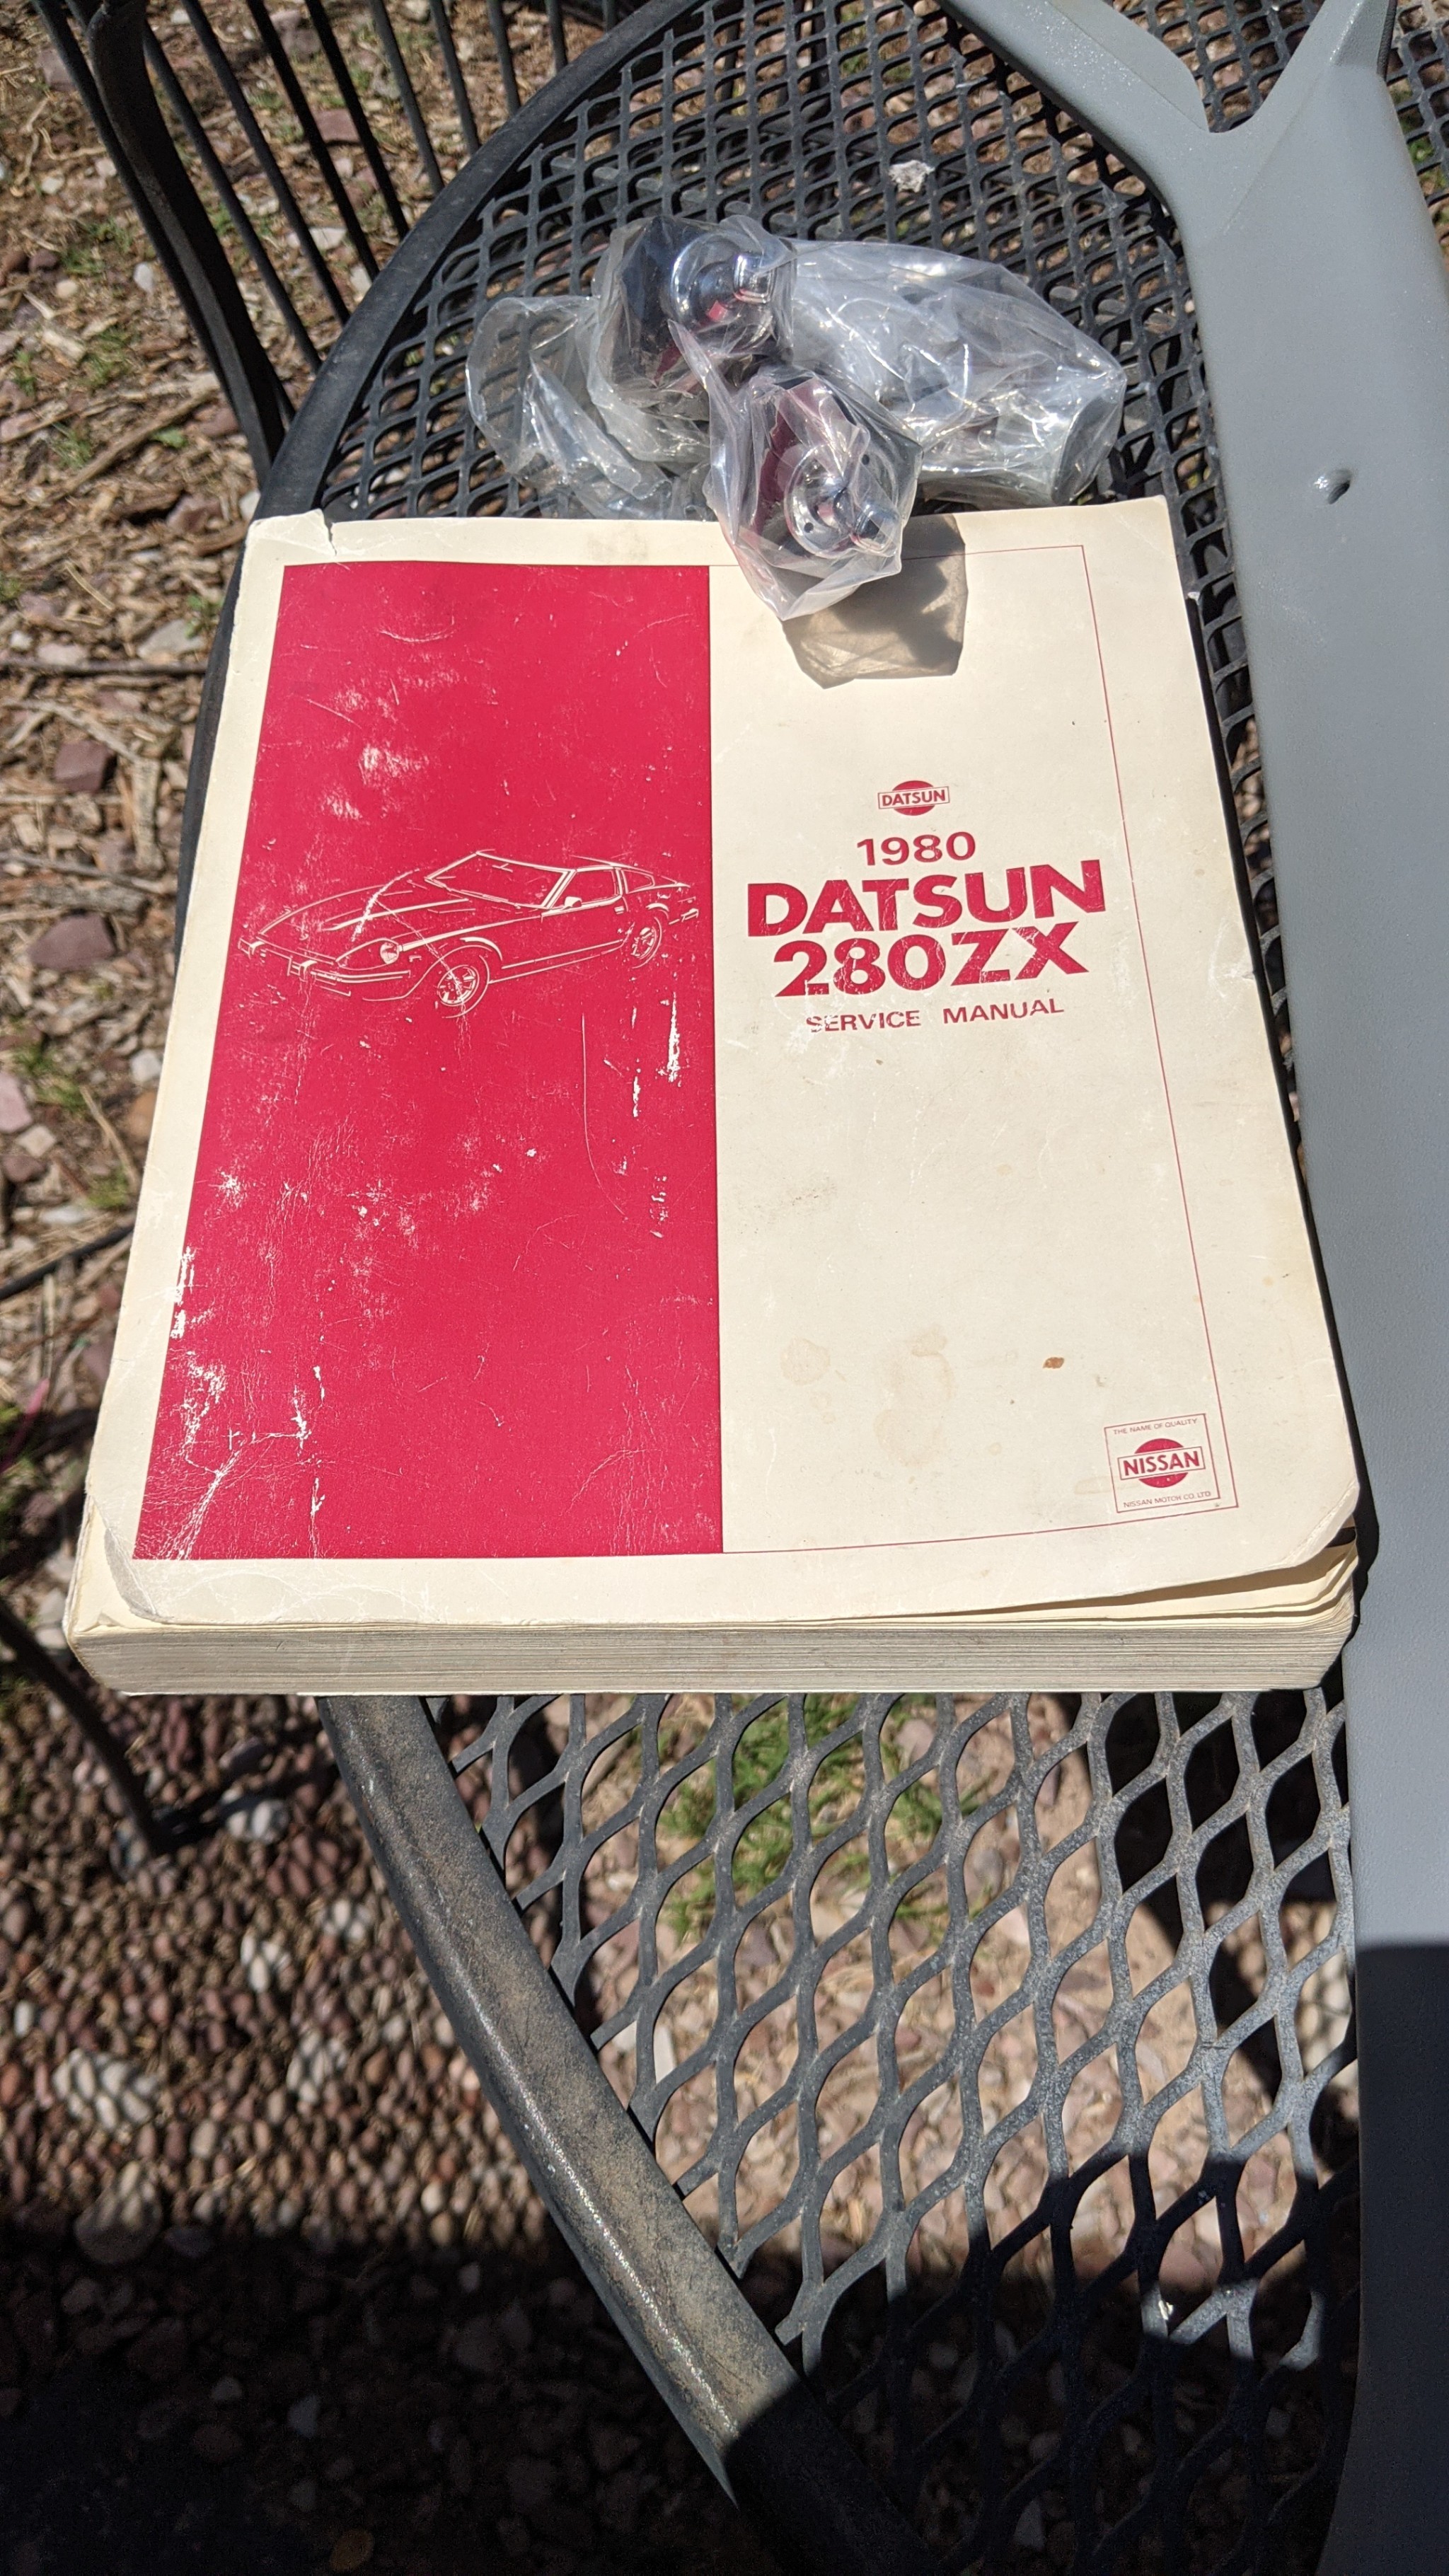 DATSUN
1980
DATSUN
280ZX
SERVICE MANUAL
THE NAME OF QUALITY
NISSAN
NISSAN MOTOR CO., LTD.